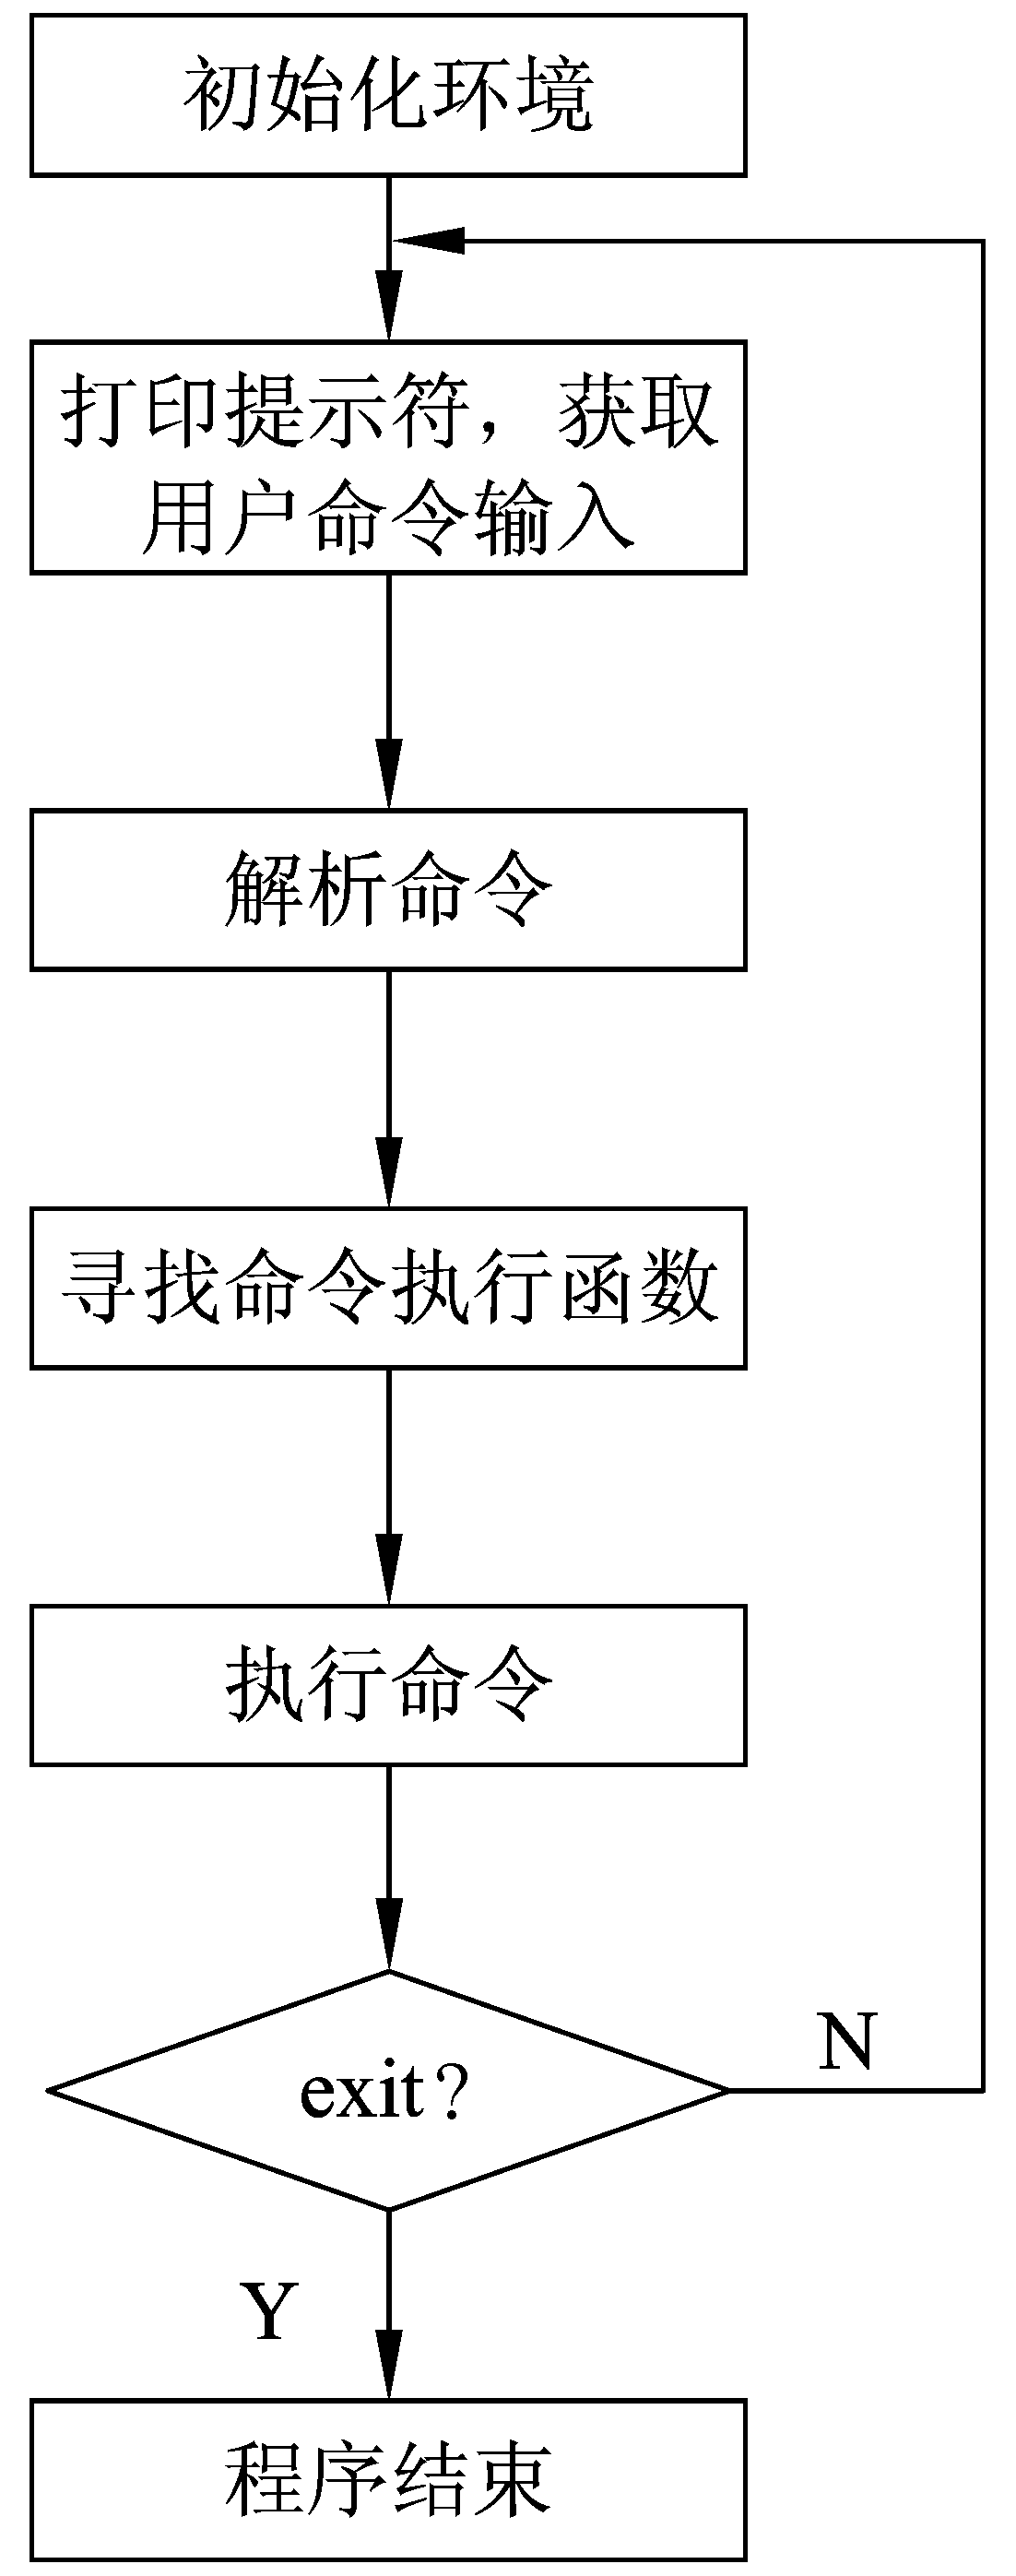 初始化环境
打印提示符，获取
用户命令输入
解析命令
寻找命令执行函数
执行命令
exit?
N
Y
程序结束